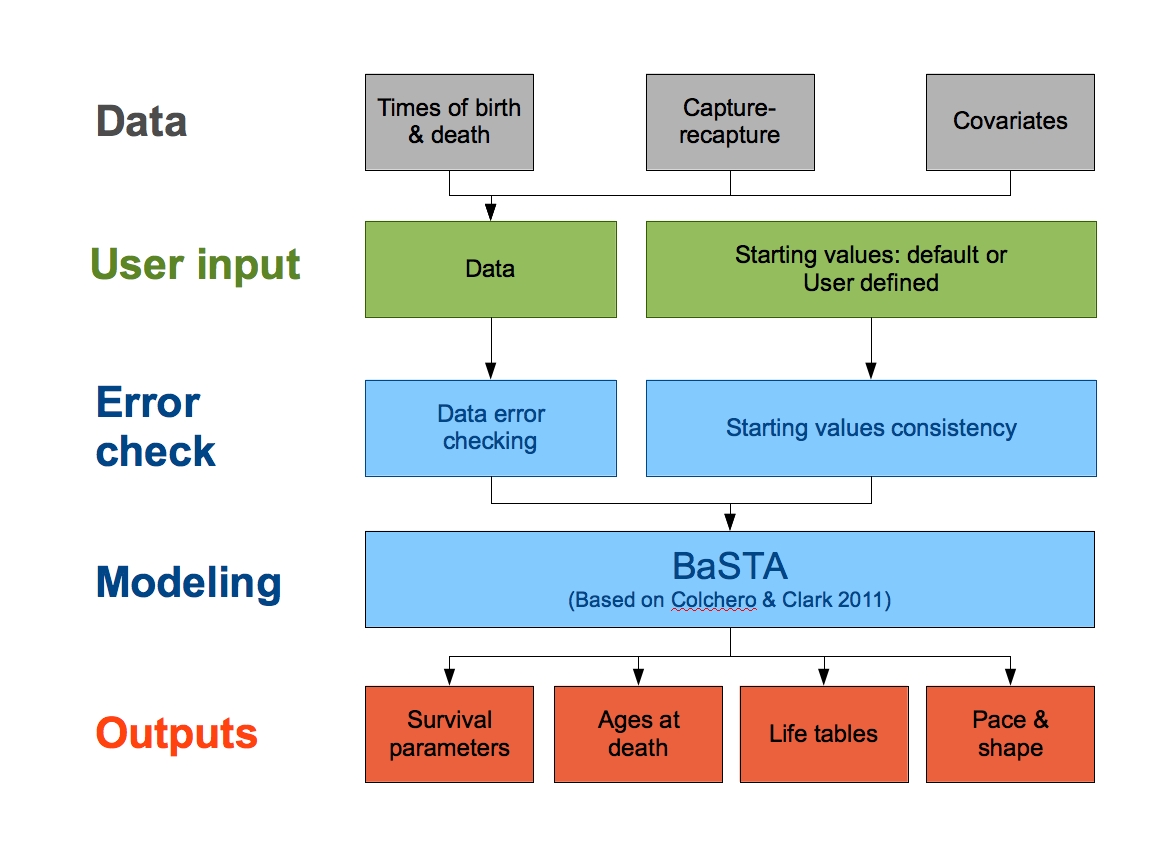 Data
Times of birth
& death
Capture-
recapture
Covariates
User input
Data
Starting values: default or
User defined
Error
check
Data error
checking
Starting values consistency
Modeling
BaSTA
(Based on Colchero & Clark 2011)
Outputs
Survival
parameters
Ages at
death
Life tables
Pace &
shape